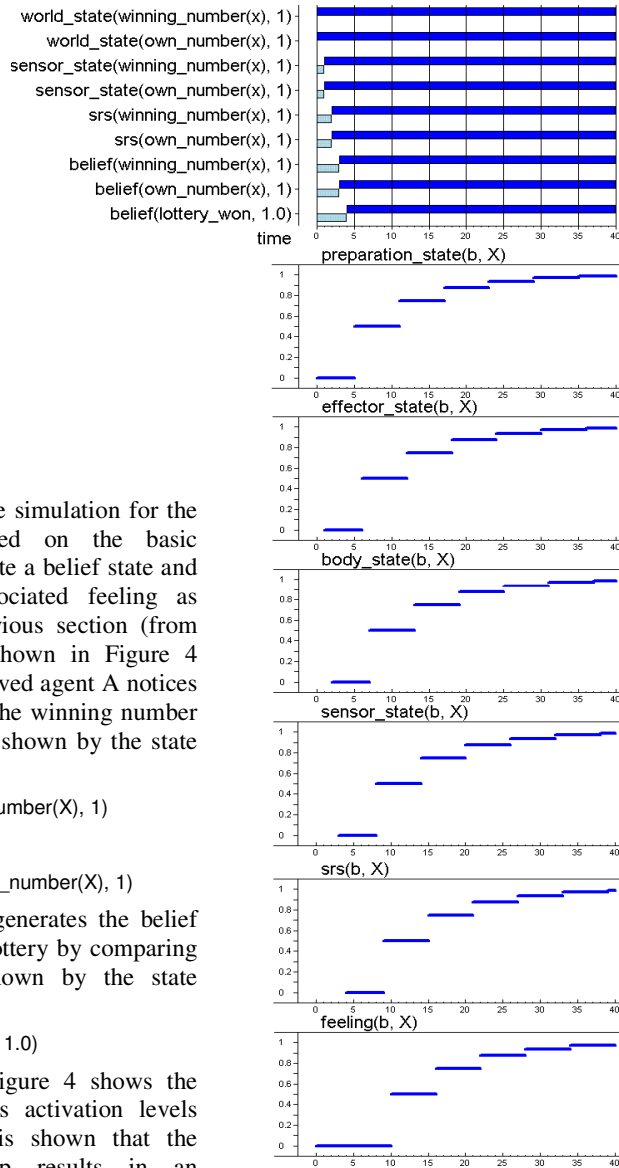 world_state(winning_number(x), 1)
world_state(own_number(x), 1)
sensor_state(winning_number(x), 1)
sensor_state(own_number(x), 1)
srs(winning_number(x), 1)
srs(own_number(x), 1)
belief(winning_number(x), 1)
belief(own_number(x), 1)
belief(lottery_won, 1.0)
time 0 5 10 15 20 25 30 35 40
preparation_state(b, X)
1
0.8
0.6
0.4
0.2
0
0 5 10 15 20 25 30 35 40
effector_state(b, X)
1
0.8
0.6
0.4
0.2
0
0 5 10 15 20 25 30 35 40
body_state(b, X)
1
0.8
0.6
0.4
0.2
0
0 5 10 15 20 25 30 35 40
sensor_state(b, X)
1
0.8
0.6
0.4
0.2
0
0 5 10 15 20 25 30 35 40
srs(b, X)
1
0.8
0.6
0.4
0.2
0
0 5 10 15 20 25 30 35 40
feeling(b, X)
1
0.8
0.6
0.4
0.2
0
0 5 10 15 20 25 30 35 40
e simulation for the
ed on the basic
te a belief state and
ociated feeling as
vious section (from
hown in Figure 4
ved agent A notices
he winning number
shown by the state
umber(X), 1)
_number(X), 1)
generates the belief
ottery by comparing
own by the state
1.0)
igure 4 shows the
s activation levels
is shown that the
p results in an